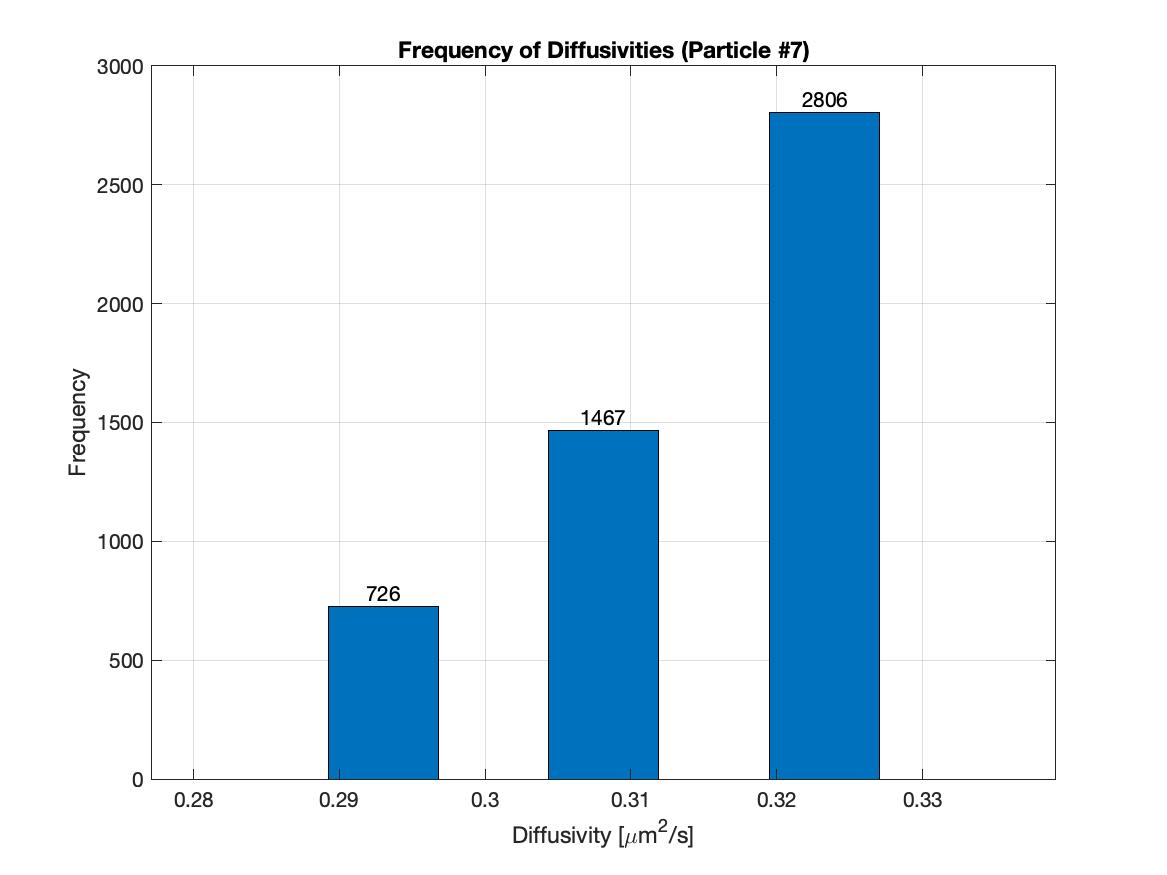 Frequency of Diffusivities (Particle #7)
3000
2806
2500
2000
1500
1467
1000
726
500
0
Frequency
0.28 0.29 0.3 0.31 0.32 0.33
Diffusivity [μm²/s]